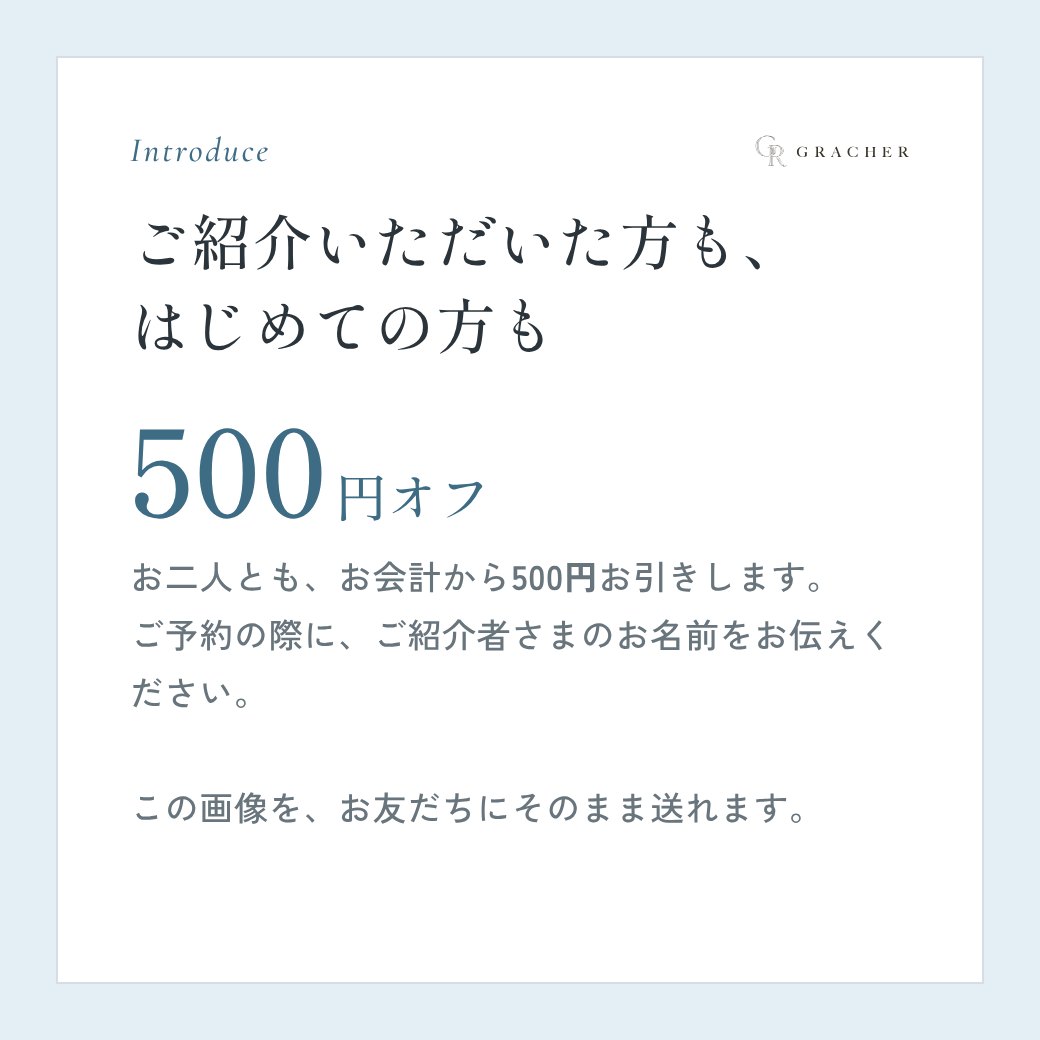 Introduce
GR GRACHER
ご紹介いただいた方も、
はじめての方も
500円オフ
お二人とも、お会計から500円お引きします。
ご予約の際に、ご紹介者さまのお名前をお伝えく
ださい。
この画像を、お友だちにそのまま送れます。